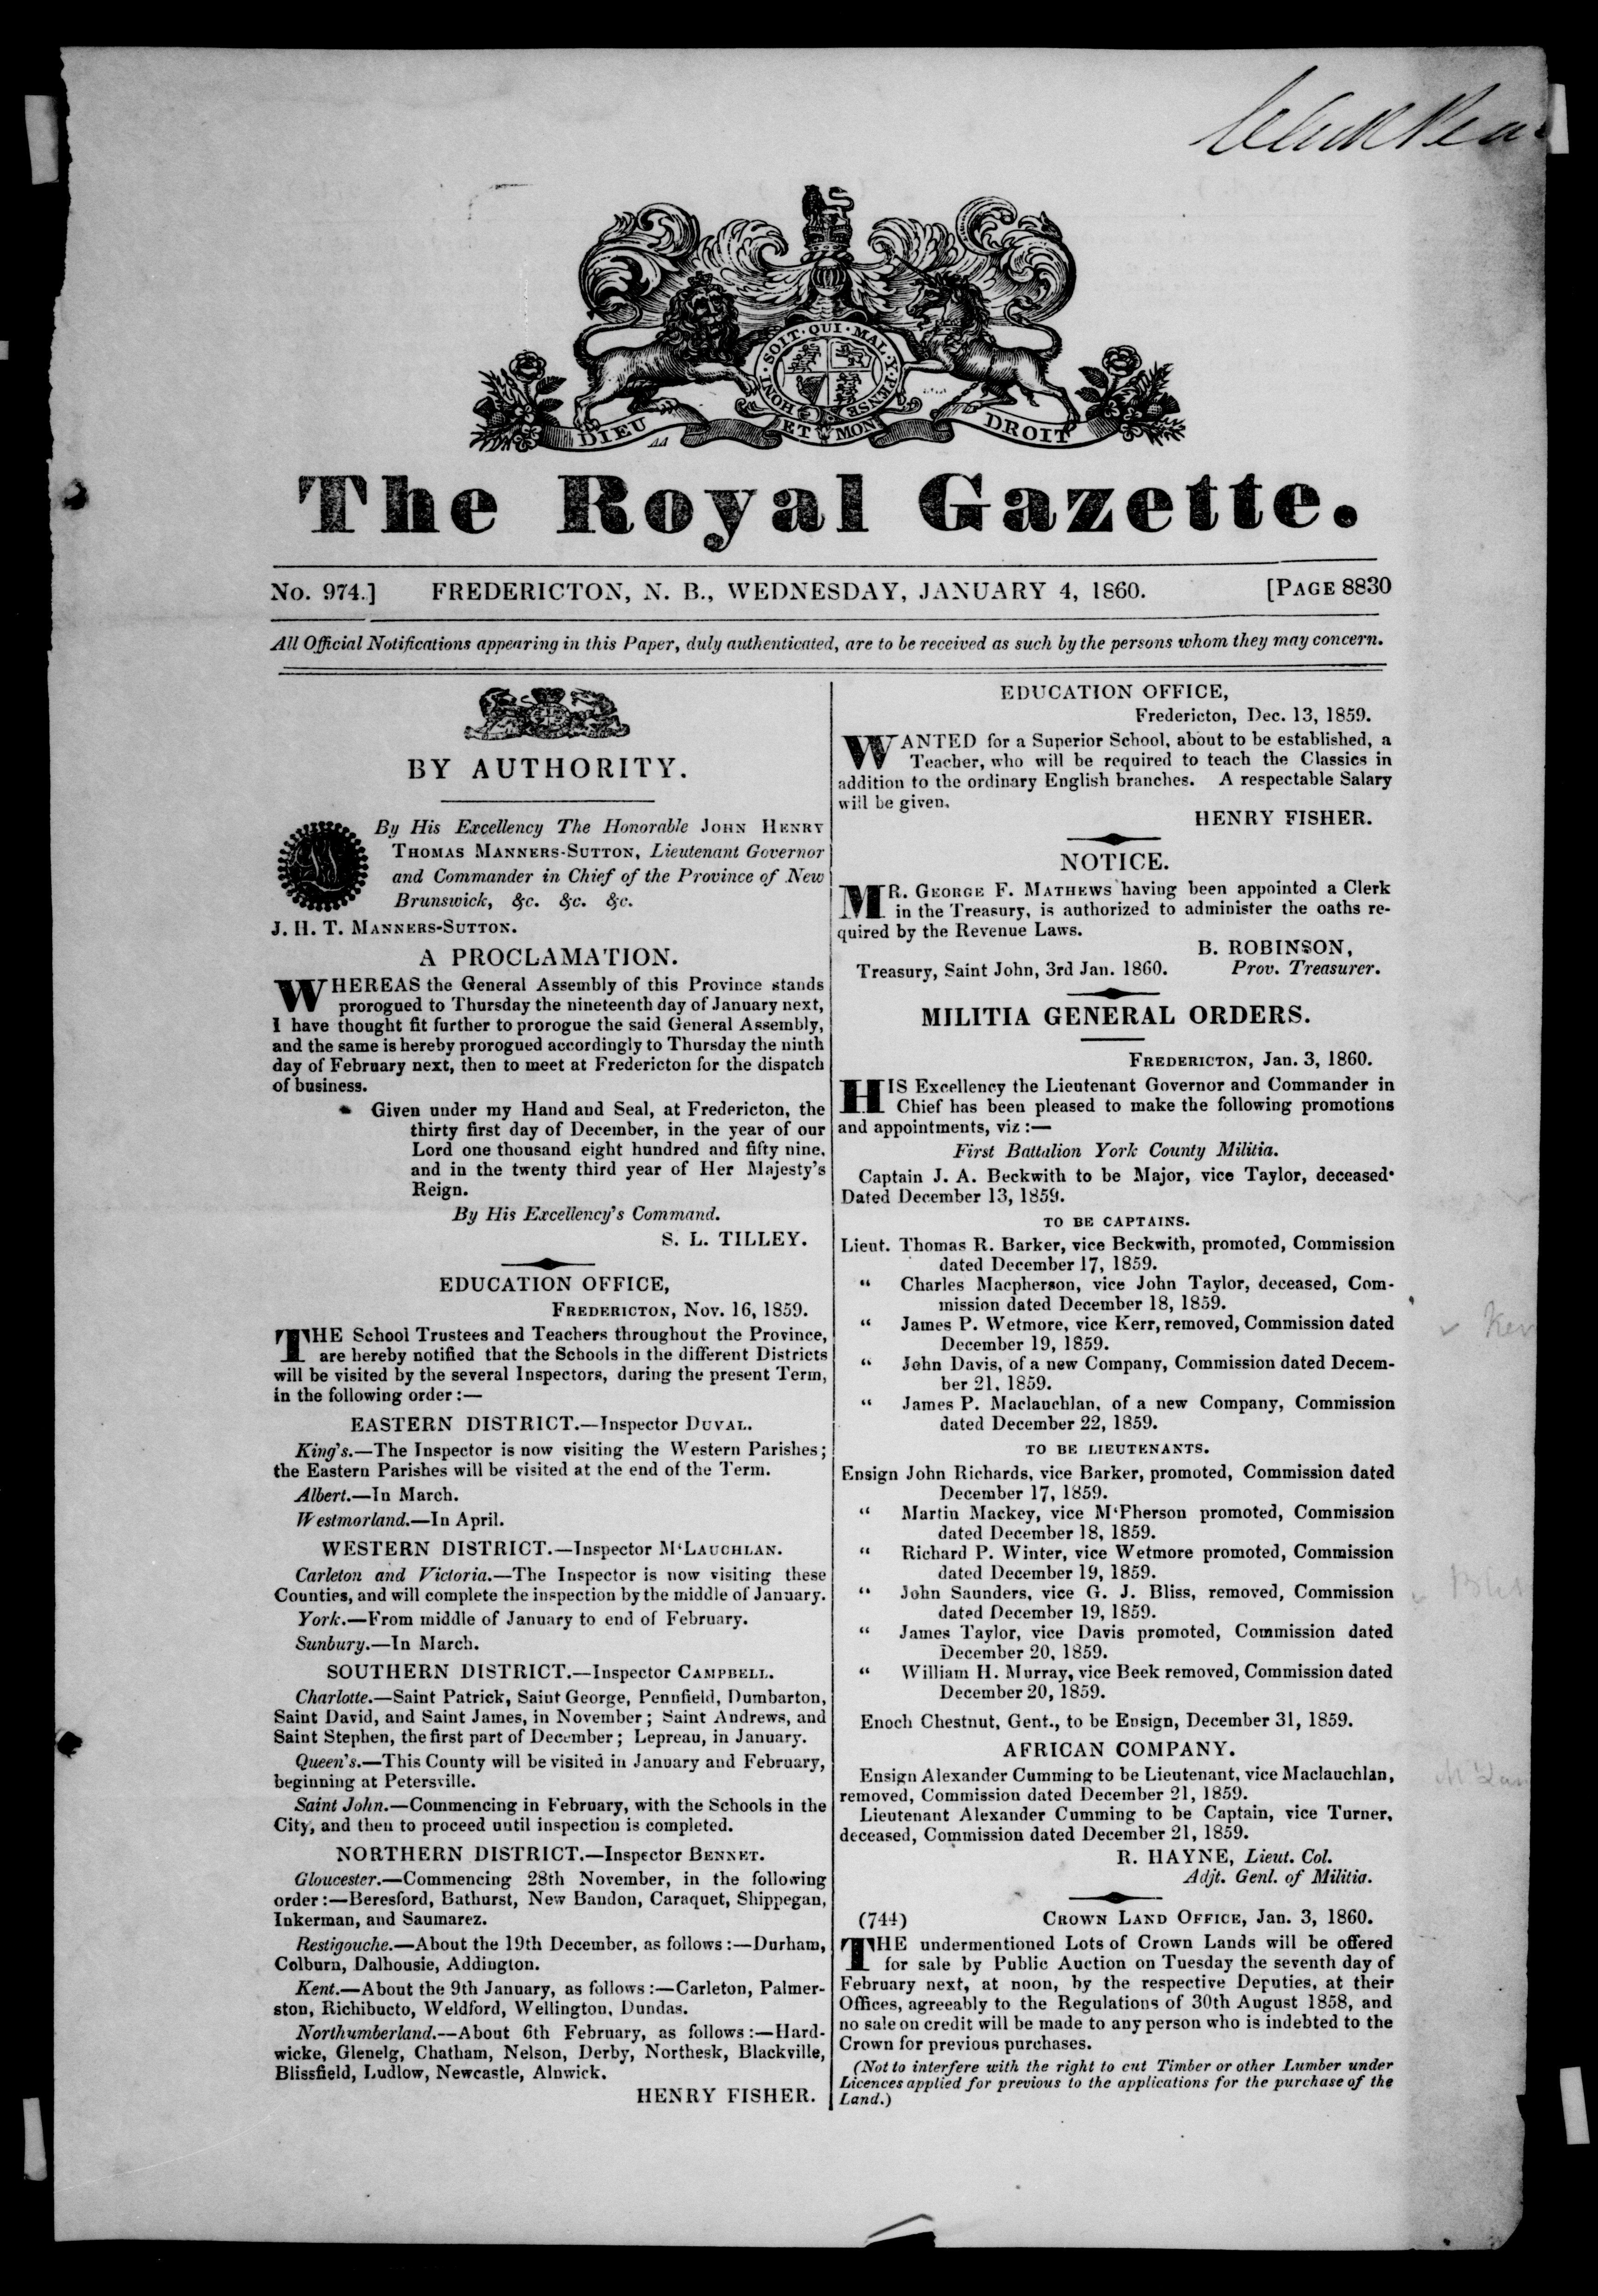 HONI · SOIT · QUI · MAL · Y · PENSE
DIEU ET MON DROIT
The Royal Gazette.
No. 974.] FREDERICTON, N. B., WEDNESDAY, JANUARY 4, 1860. [PAGE 8830
All Official Notifications appearing in this Paper, duly authenticated, are to be received as such by the persons whom they may concern.
BY AUTHORITY.
By His Excellency The Honorable JOHN HENRY
THOMAS MANNERS-SUTTON, Lieutenant Governor
and Commander in Chief of the Province of New
Brunswick, &c. &c. &c.
J. H. T. MANNERS-SUTTON.
A PROCLAMATION.
WHEREAS the General Assembly of this Province stands
prorogued to Thursday the nineteenth day of January next,
I have thought fit further to prorogue the said General Assembly,
and the same is hereby prorogued accordingly to Thursday the ninth
day of February next, then to meet at Fredericton for the dispatch
of business.
Given under my Hand and Seal, at Fredericton, the
thirty first day of December, in the year of our
Lord one thousand eight hundred and fifty nine,
and in the twenty third year of Her Majesty's
Reign.
By His Excellency's Command.
S. L. TILLEY.
EDUCATION OFFICE,
FREDERICTON, Nov. 16, 1859.
THE School Trustees and Teachers throughout the Province,
are hereby notified that the Schools in the different Districts
will be visited by the several Inspectors, during the present Term,
in the following order :—
EASTERN DISTRICT.—Inspector DUVAL.
King's.—The Inspector is now visiting the Western Parishes;
the Eastern Parishes will be visited at the end of the Term.
Albert.—In March.
Westmorland.—In April.
WESTERN DISTRICT.—Inspector M'LAUCHLAN.
Carleton and Victoria.—The Inspector is now visiting these
Counties, and will complete the inspection by the middle of January.
York.—From middle of January to end of February.
Sunbury.—In March.
SOUTHERN DISTRICT.—Inspector CAMPBELL.
Charlotte.—Saint Patrick, Saint George, Pennfield, Dumbarton,
Saint David, and Saint James, in November; Saint Andrews, and
Saint Stephen, the first part of December; Lepreau, in January.
Queen's.—This County will be visited in January and February,
beginning at Petersville.
Saint John.—Commencing in February, with the Schools in the
City, and then to proceed until inspection is completed.
NORTHERN DISTRICT.—Inspector BENNET.
Gloucester.—Commencing 28th November, in the following
order:—Beresford, Bathurst, New Bandon, Caraquet, Shippegan,
Inkerman, and Saumarez.
Restigouche.—About the 19th December, as follows:—Durham,
Colburn, Dalhousie, Addington.
Kent.—About the 9th January, as follows:—Carleton, Palmer-
ston, Richibucto, Weldford, Wellington, Dundas.
Northumberland.—About 6th February, as follows:—Hard-
wicke, Glenelg, Chatham, Nelson, Derby, Northesk, Blackville,
Blissfield, Ludlow, Newcastle, Alnwick.
HENRY FISHER.
EDUCATION OFFICE,
Fredericton, Dec. 13, 1859.
WANTED for a Superior School, about to be established, a
Teacher, who will be required to teach the Classics in
addition to the ordinary English branches. A respectable Salary
will be given.
HENRY FISHER.
NOTICE.
MR. GEORGE F. MATHEWS having been appointed a Clerk
in the Treasury, is authorized to administer the oaths re-
quired by the Revenue Laws.
B. ROBINSON,
Treasury, Saint John, 3rd Jan. 1860. Prov. Treasurer.
MILITIA GENERAL ORDERS.
FREDERICTON, Jan. 3, 1860.
HIS Excellency the Lieutenant Governor and Commander in
Chief has been pleased to make the following promotions
and appointments, viz :—
First Battalion York County Militia.
Captain J. A. Beckwith to be Major, vice Taylor, deceased·
Dated December 13, 1859.
TO BE CAPTAINS.
Lieut. Thomas R. Barker, vice Beckwith, promoted, Commission
dated December 17, 1859.
“ Charles Macpherson, vice John Taylor, deceased, Com-
mission dated December 18, 1859.
“ James P. Wetmore, vice Kerr, removed, Commission dated
December 19, 1859.
“ John Davis, of a new Company, Commission dated Decem-
ber 21, 1859.
“ James P. Maclauchlan, of a new Company, Commission
dated December 22, 1859.
TO BE LIEUTENANTS.
Ensign John Richards, vice Barker, promoted, Commission dated
December 17, 1859.
“ Martin Mackey, vice M'Pherson promoted, Commission
dated December 18, 1859.
“ Richard P. Winter, vice Wetmore promoted, Commission
dated December 19, 1859.
“ John Saunders, vice G. J. Bliss, removed, Commission
dated December 19, 1859.
“ James Taylor, vice Davis promoted, Commission dated
December 20, 1859.
“ William H. Murray, vice Beek removed, Commission dated
December 20, 1859.
Enoch Chestnut, Gent., to be Ensign, December 31, 1859.
AFRICAN COMPANY.
Ensign Alexander Cumming to be Lieutenant, vice Maclauchlan,
removed, Commission dated December 21, 1859.
Lieutenant Alexander Cumming to be Captain, vice Turner,
deceased, Commission dated December 21, 1859.
R. HAYNE, Lieut. Col.
Adjt. Genl. of Militia.
(744) CROWN LAND OFFICE, Jan. 3, 1860.
THE undermentioned Lots of Crown Lands will be offered
for sale by Public Auction on Tuesday the seventh day of
February next, at noon, by the respective Deputies, at their
Offices, agreeably to the Regulations of 30th August 1858, and
no sale on credit will be made to any person who is indebted to the
Crown for previous purchases.
(Not to interfere with the right to cut Timber or other Lumber under
Licences applied for previous to the applications for the purchase of the
Land.)